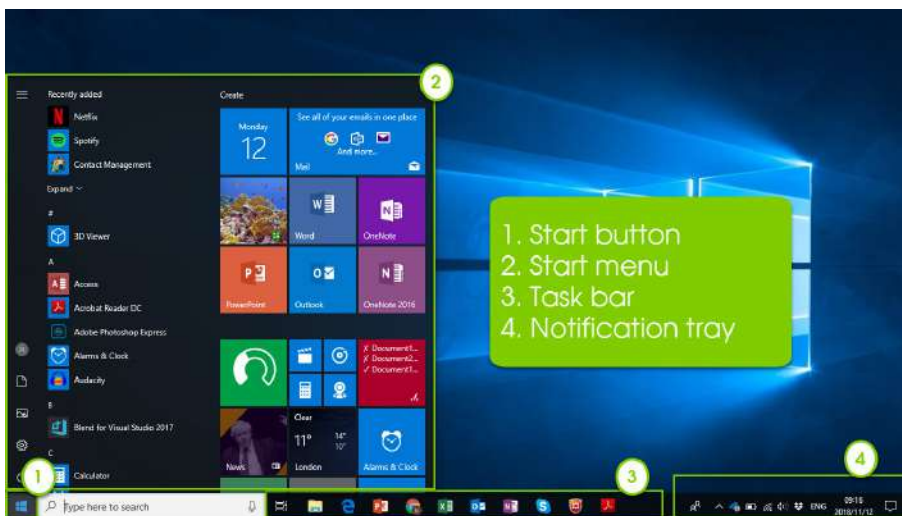 2
Recently added
Netflix
Spotify
Contact Management
Expand
#
3D Viewer
A
Access
Acrobat Reader DC
Adobe Photoshop Express
Alarms & Clock
Audacity
B
Blend for Visual Studio 2017
C
Calculator
Create
Monday
12
See all of your emails in one place
And more...
Mail
Word
OneNote
PowerPoint
Outlook
OneNote 2016
X Document1...
X Document2...
✓ Document1...
News
Clear
11° 14°
10°
London
Alarms & Clock
1. Start button
2. Start menu
3. Task bar
4. Notification tray
1
3
4
Type here to search
ENG
09:16
2018/11/12